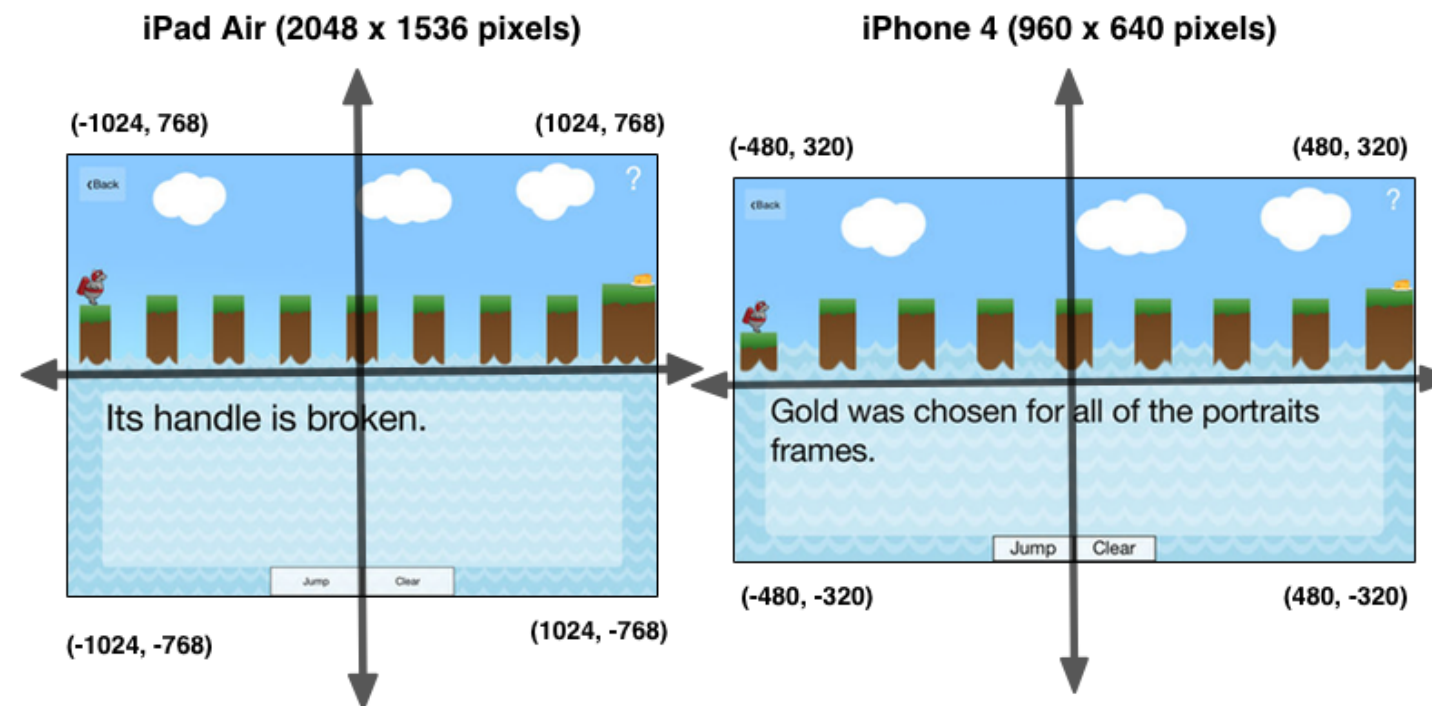 iPad Air (2048 x 1536 pixels)
(-1024, 768)
(1024, 768)
‹Back
?
Its handle is broken.
Jump
Clear
(-1024, -768)
(1024, -768)
iPhone 4 (960 x 640 pixels)
(-480, 320)
(480, 320)
‹Back
?
Gold was chosen for all of the portraits
frames.
Jump
Clear
(-480, -320)
(480, -320)